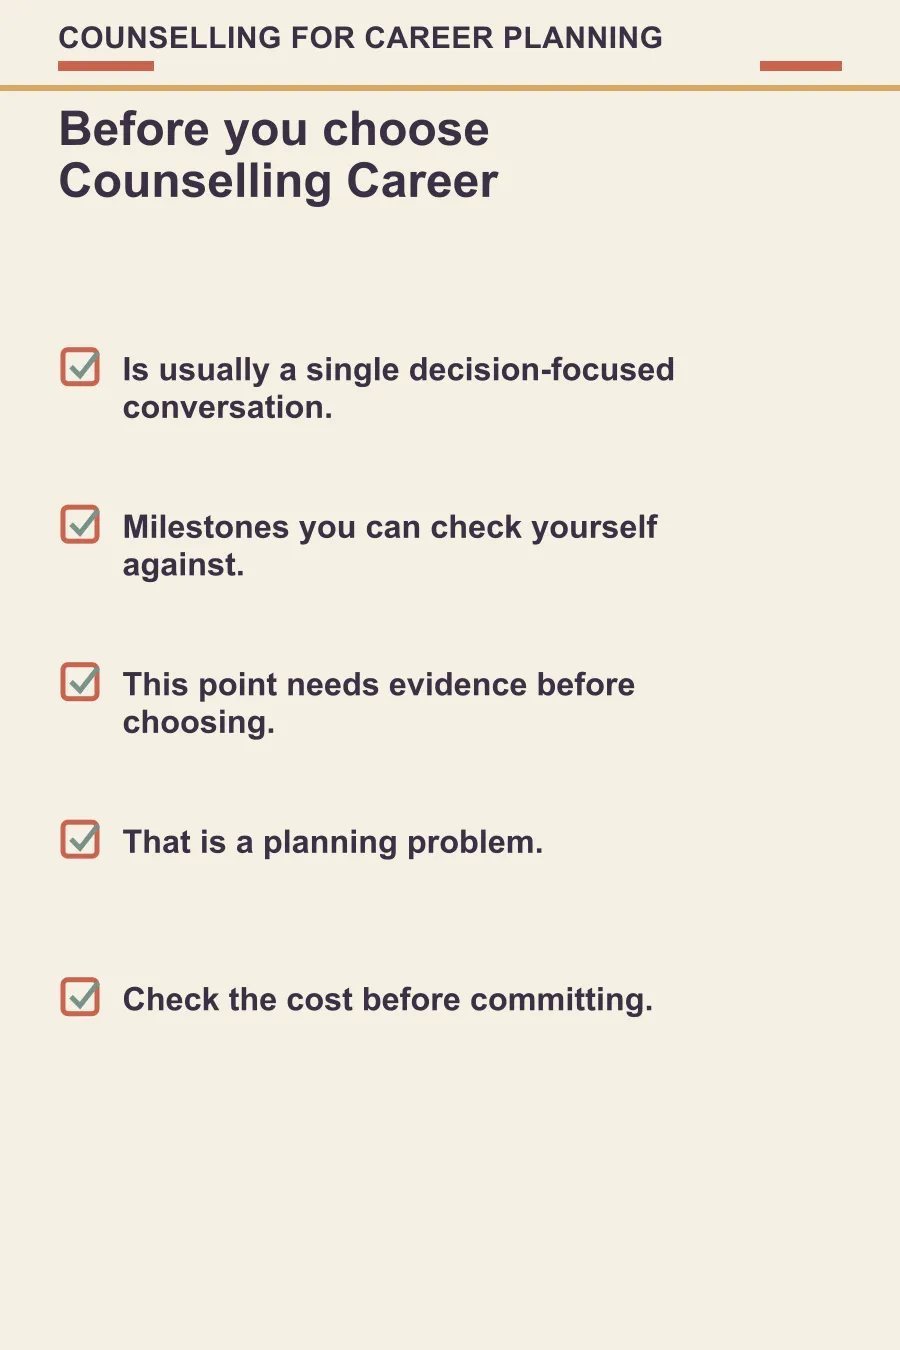 COUNSELLING FOR CAREER PLANNING
Before you choose
Counselling Career
Is usually a single decision-focused
conversation.
Milestones you can check yourself
against.
This point needs evidence before
choosing.
That is a planning problem.
Check the cost before committing.